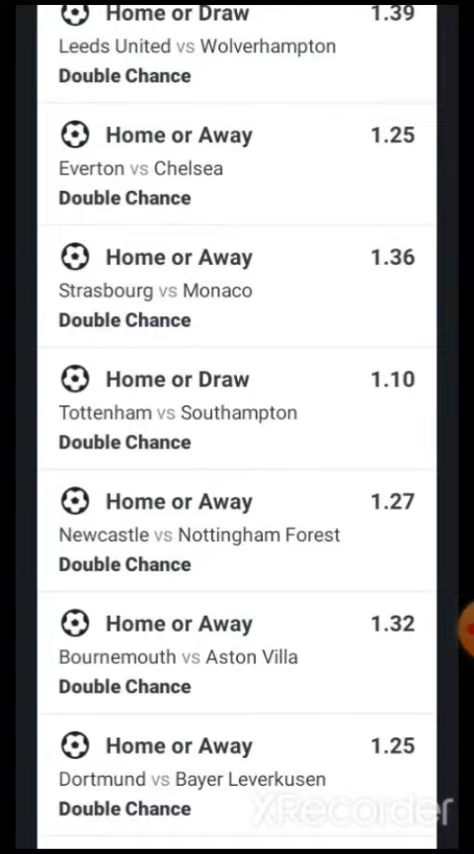 Home or Draw 1.39
Leeds United vs Wolverhampton
Double Chance
Home or Away 1.25
Everton vs Chelsea
Double Chance
Home or Away 1.36
Strasbourg vs Monaco
Double Chance
Home or Draw 1.10
Tottenham vs Southampton
Double Chance
Home or Away 1.27
Newcastle vs Nottingham Forest
Double Chance
Home or Away 1.32
Bournemouth vs Aston Villa
Double Chance
Home or Away 1.25
Dortmund vs Bayer Leverkusen
Double Chance
XRecorder